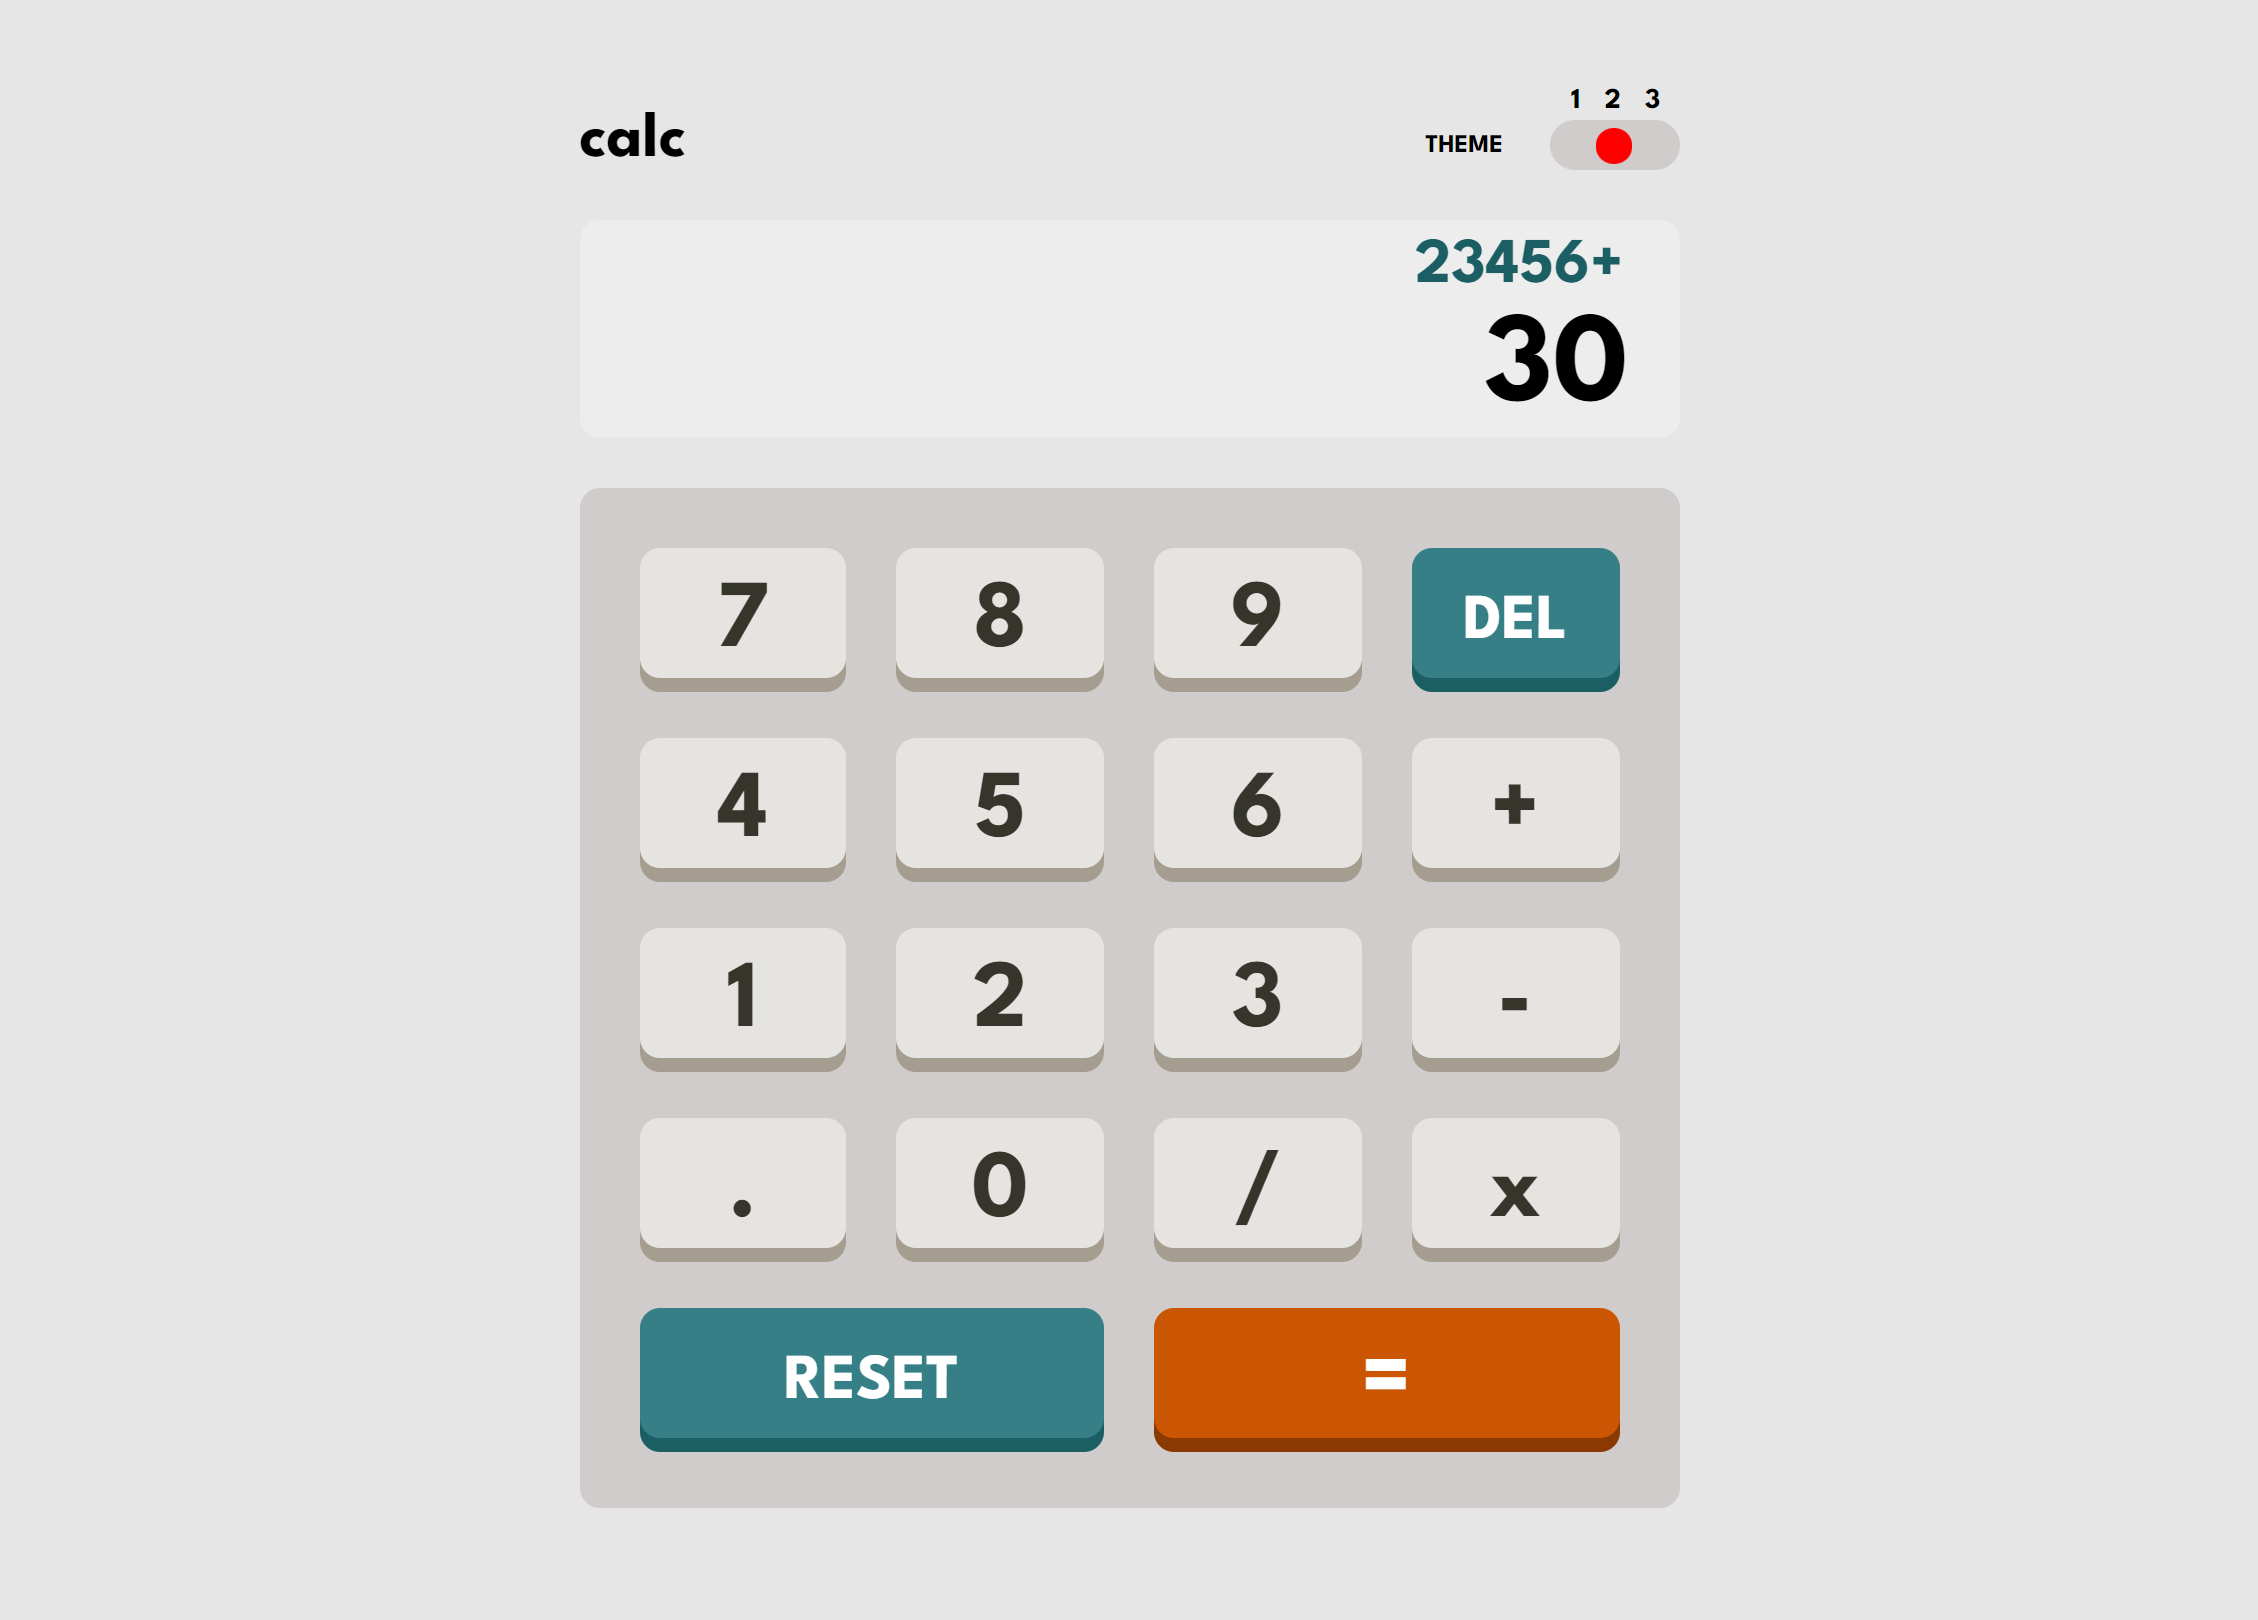 1 2 3
calc THEME
23456+
30
7 8 9 DEL
4 5 6 +
1 2 3 -
. 0 / x
RESET =